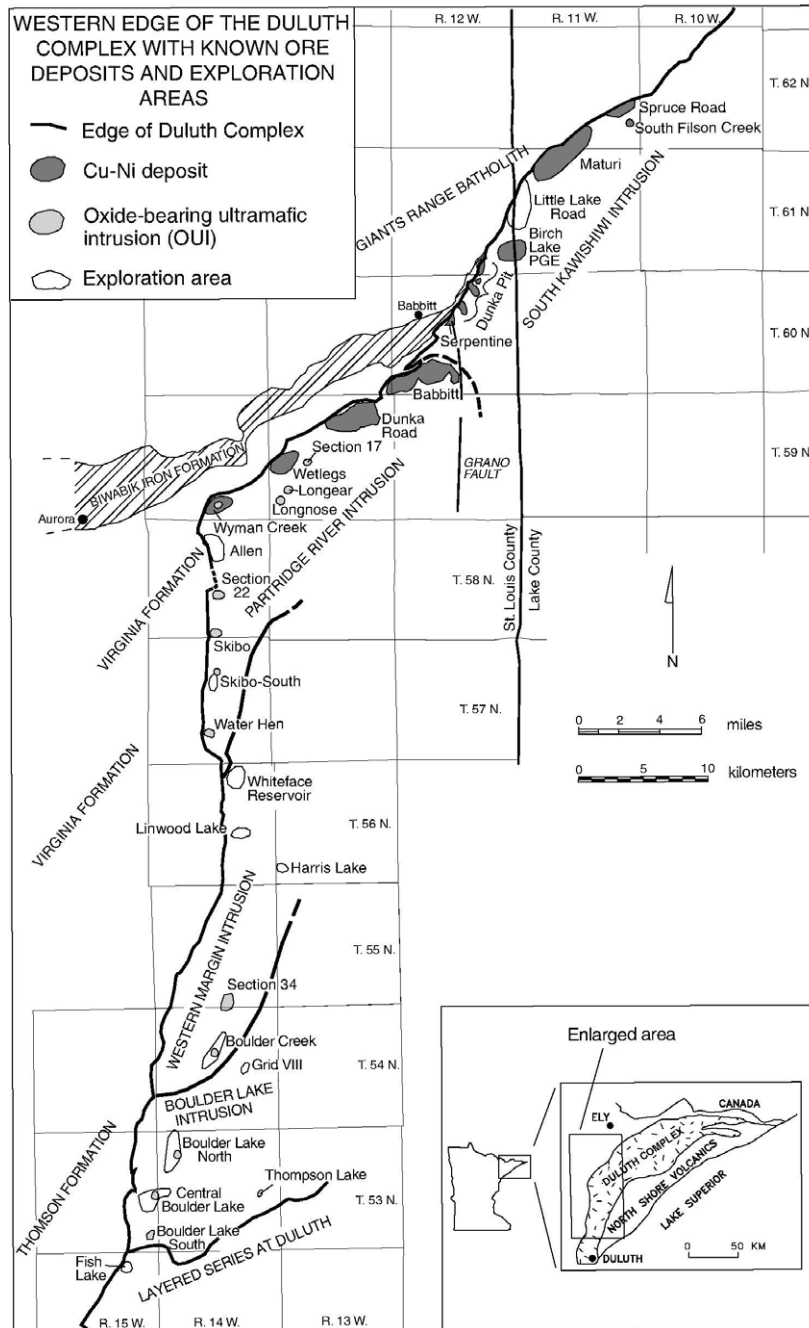 WESTERN EDGE OF THE DULUTH
COMPLEX WITH KNOWN ORE
DEPOSITS AND EXPLORATION
AREAS
Edge of Duluth Complex
Cu-Ni deposit
Oxide-bearing ultramafic
intrusion (OUI)
Exploration area
R. 12 W.
R. 11 W.
R. 10 W.
T. 62 N.
Spruce Road
South Filson Creek
Maturi
GIANTS RANGE BATHOLITH
Little Lake
Road
T. 61 N.
Birch
Lake
PGE
SOUTH KAWISHIWI INTRUSION
Dunka Pit
Babbitt
Serpentine
T. 60 N.
Babbitt
Dunka
Road
Section 17
GRANO
FAULT
T. 59 N.
BIWABIK IRON FORMATION
Wetlegs
Longear
Longnose
Aurora
Wyman Creek
PARTRIDGE RIVER INTRUSION
Allen
VIRGINIA FORMATION
Section
22
T. 58 N.
St. Louis County
Lake County
Skibo
N
Skibo-South
T. 57 N.
Water Hen
0 2 4 6 miles
0 5 10 kilometers
VIRGINIA FORMATION
Whiteface
Reservoir
Linwood Lake
T. 56 N.
Harris Lake
WESTERN MARGIN INTRUSION
T. 55 N.
Section 34
Boulder Creek
Grid VIII
T. 54 N.
BOULDER LAKE
INTRUSION
THOMSON FORMATION
Boulder Lake
North
Thompson Lake
Central
Boulder Lake
T. 53 N.
Boulder Lake
South
Fish
Lake
LAYERED SERIES AT DULUTH
R. 15 W.
R. 14 W.
R. 13 W.
Enlarged area
CANADA
ELY
DULUTH COMPLEX
NORTH SHORE VOLCANICS
LAKE SUPERIOR
0 50 KM
DULUTH